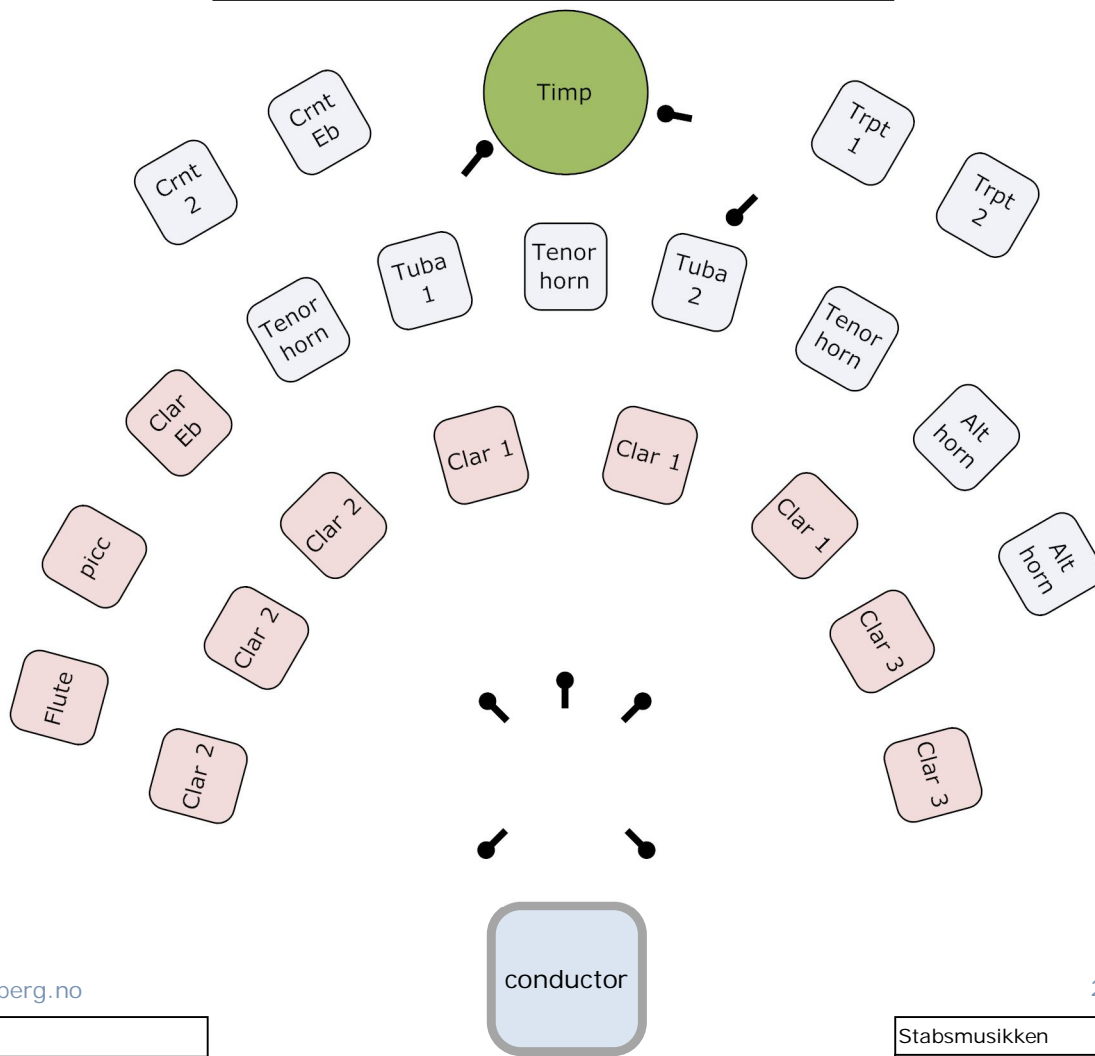 Timp
Crnt
Eb
Trpt
1
Crnt
2
Trpt
2
Tenor
horn
Tuba
1
Tuba
2
Tenor
horn
Tenor
horn
Clar
Eb
Alt
horn
Clar 1
Clar 1
Clar 2
Clar 1
picc
Alt
horn
Clar 2
Clar 3
Flute
Clar 2
Clar 3
conductor
berg.no
Stabsmusikken